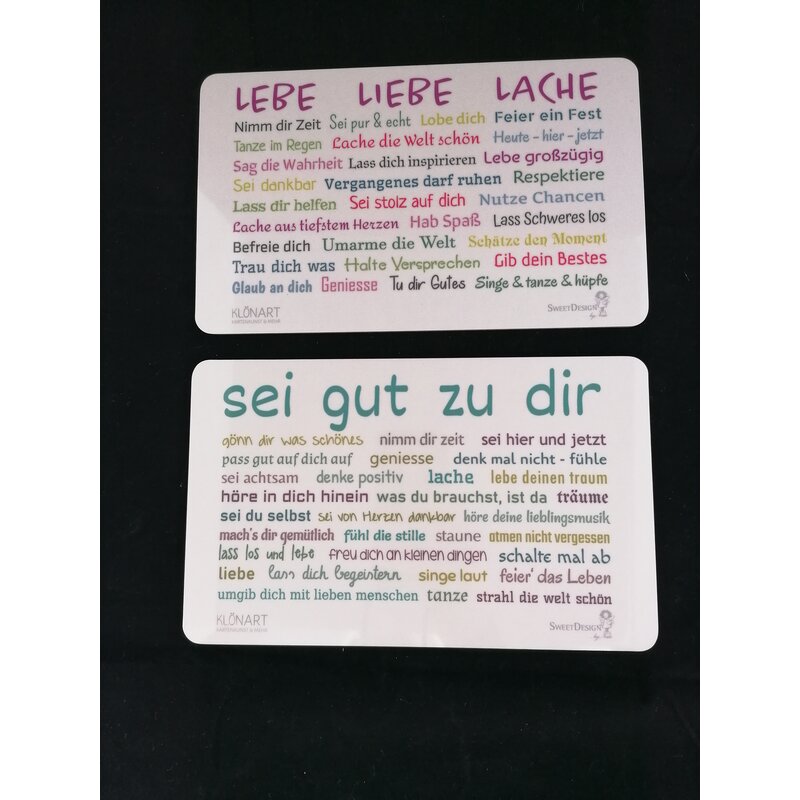 LEBE LIEBE LACHE
Nimm dir Zeit Sei pur & echt Lobe dich Feier ein Fest
Tanze im Regen Lache die Welt schön Heute - hier - jetzt
Sag die Wahrheit Lass dich inspirieren Lebe großzügig
Sei dankbar Vergangenes darf ruhen Respektiere
Lass dir helfen Sei stolz auf dich Nutze Chancen
Lache aus tiefstem Herzen Hab Spaß Lass Schweres los
Befreie dich Umarme die Welt Schätze den Moment
Trau dich was Halte Versprechen Gib dein Bestes
Glaub an dich Geniesse Tu dir Gutes Singe & tanze & hüpfe
KLÖNART SWEETDESIGN
KARTENKUNST & MEHR by
sei gut zu dir
gönn dir was schönes nimm dir zeit sei hier und jetzt
pass gut auf dich auf geniesse denk mal nicht - fühle
sei achtsam denke positiv lache lebe deinen traum
höre in dich hinein was du brauchst, ist da träume
sei du selbst sei von Herzen dankbar höre deine lieblingsmusik
mach's dir gemütlich fühl die stille staune atmen nicht vergessen
lass los und lebe freu dich an kleinen dingen schalte mal ab
liebe lass dich begeistern singe laut feier' das Leben
umgib dich mit lieben menschen tanze strahl die welt schön
KLÖNART SWEETDESIGN
KARTENKUNST & MEHR by